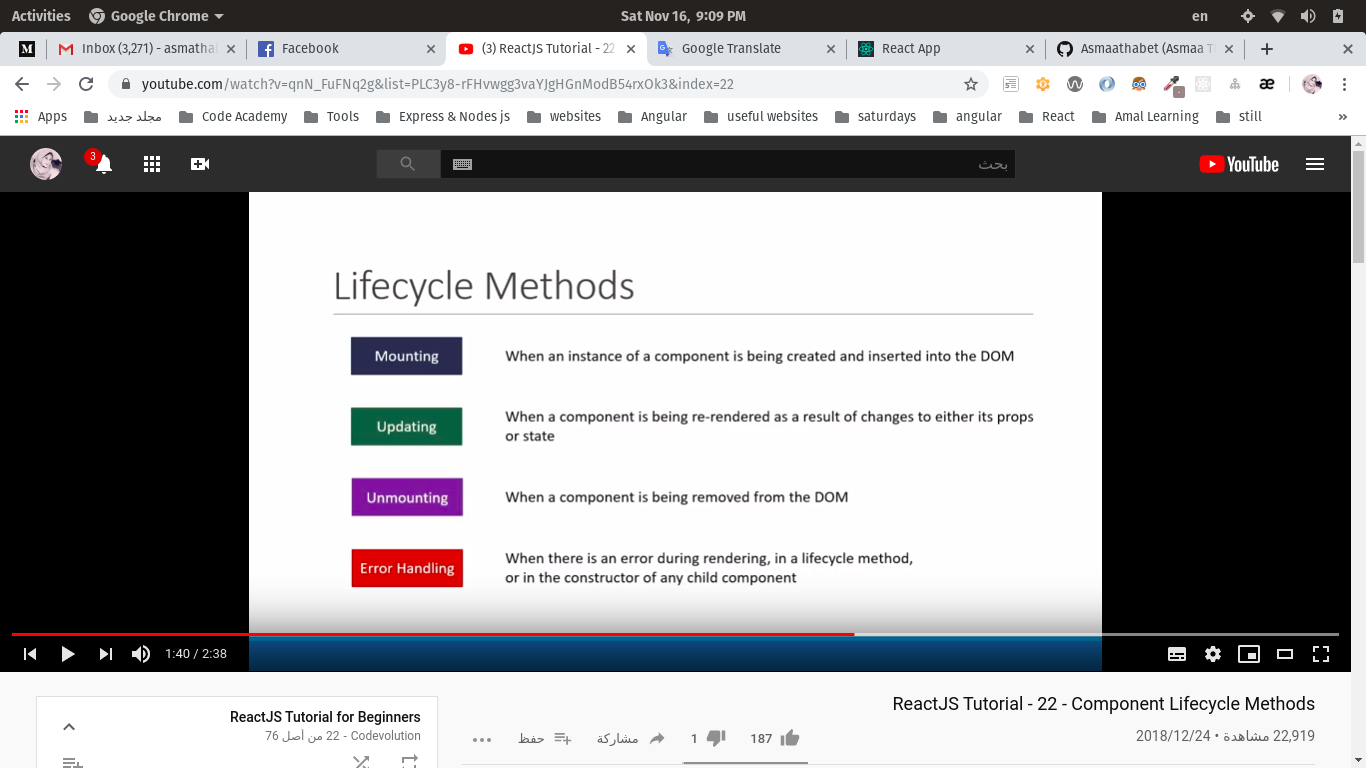 Activities
Google Chrome
Sat Nov 16, 9:09 PM
en
Inbox (3,271) - asmathal
Facebook
(3) ReactJS Tutorial - 22
Google Translate
React App
Asmaathabet (Asmaa T
youtube.com/watch?v=qnN_FuFNq2g&list=PLC3y8-rFHvwgg3vaYJgHGnModB54rxOk3&index=22
Apps
مجلد جديد
Code Academy
Tools
Express & Nodes js
websites
Angular
useful websites
saturdays
angular
React
Amal Learning
still
3
بحث
YouTube
Lifecycle Methods
Mounting
When an instance of a component is being created and inserted into the DOM
Updating
When a component is being re-rendered as a result of changes to either its props
or state
Unmounting
When a component is being removed from the DOM
Error Handling
When there is an error during rendering, in a lifecycle method,
or in the constructor of any child component
1:40 / 2:38
ReactJS Tutorial - 22 - Component Lifecycle Methods
22,919 مشاهدة • 24‏/12‏/2018
187
1
مشاركة
حفظ
ReactJS Tutorial for Beginners
Codevolution - 22 من أصل 76